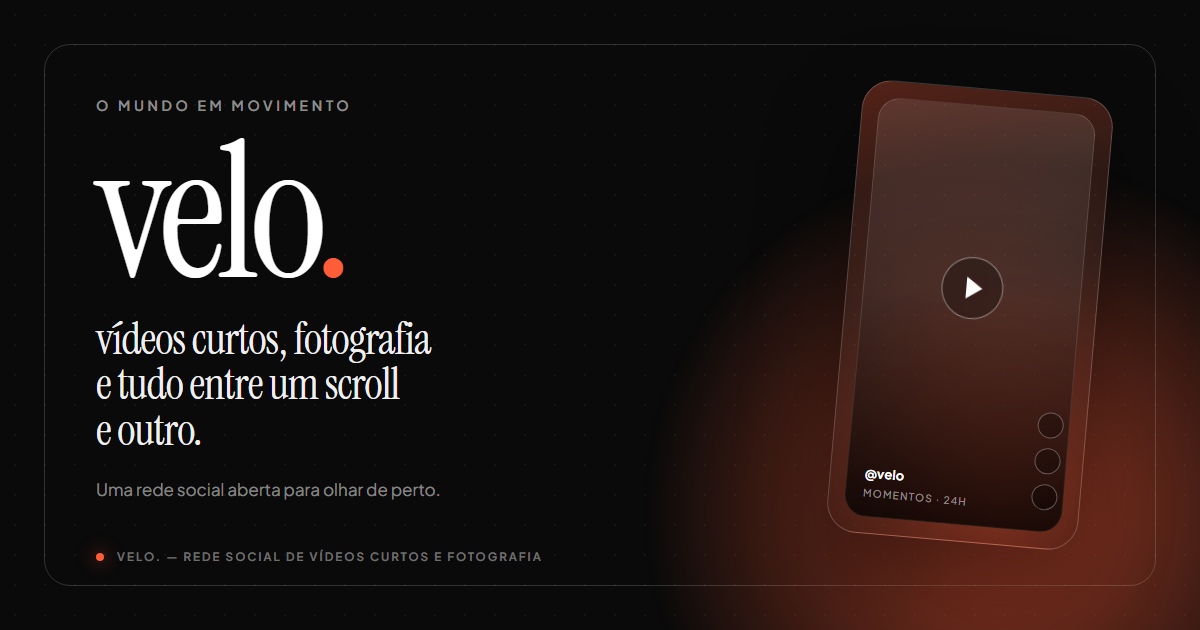 O MUNDO EM MOVIMENTO
velo.
vídeos curtos, fotografia
e tudo entre um scroll
e outro.
Uma rede social aberta para olhar de perto.
VELO. — REDE SOCIAL DE VÍDEOS CURTOS E FOTOGRAFIA
@velo
MOMENTOS · 24H